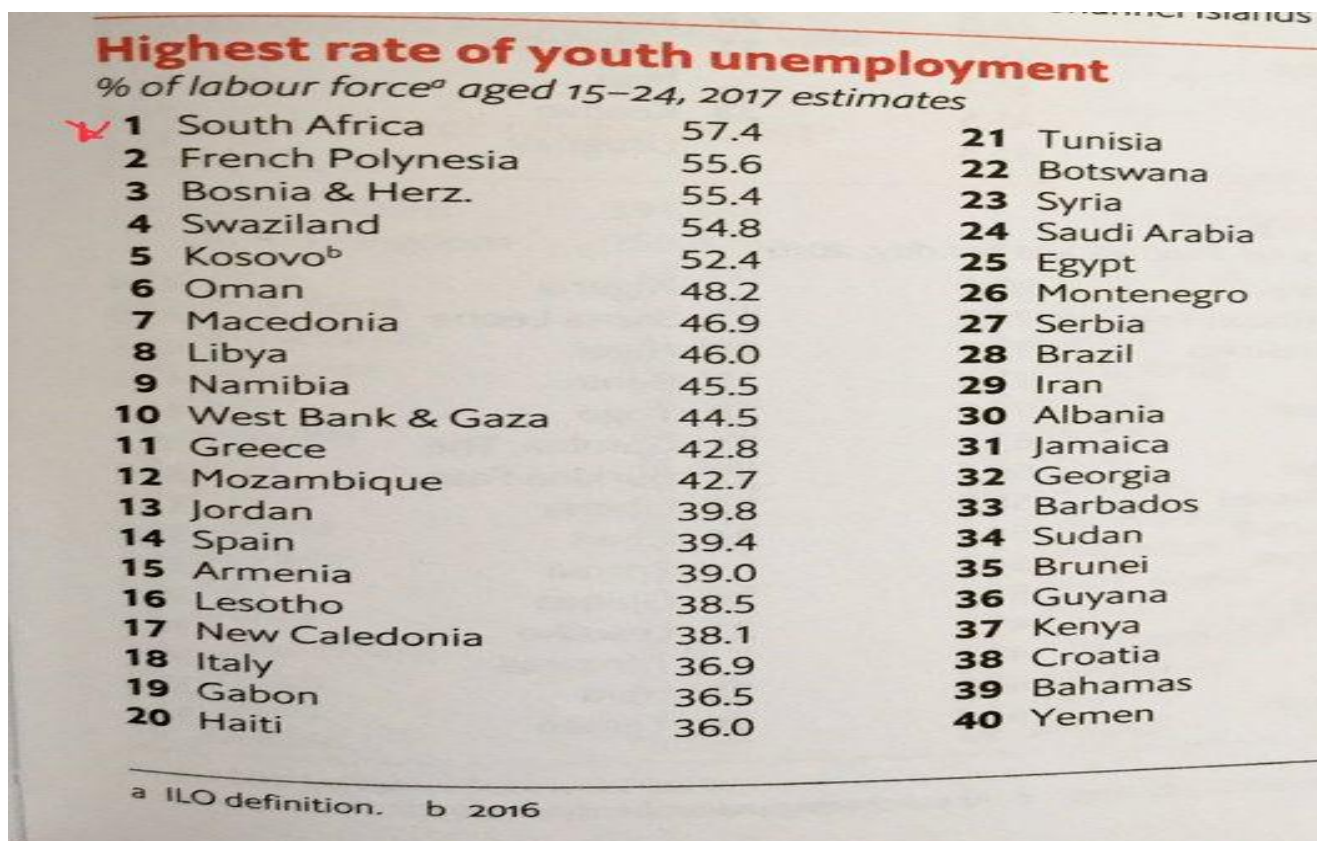 Channel Islands
Highest rate of youth unemployment
% of labour forceᵃ aged 15–24, 2017 estimates
1 South Africa 57.4
2 French Polynesia 55.6
3 Bosnia & Herz. 55.4
4 Swaziland 54.8
5 Kosovoᵇ 52.4
6 Oman 48.2
7 Macedonia 46.9
8 Libya 46.0
9 Namibia 45.5
10 West Bank & Gaza 44.5
11 Greece 42.8
12 Mozambique 42.7
13 Jordan 39.8
14 Spain 39.4
15 Armenia 39.0
16 Lesotho 38.5
17 New Caledonia 38.1
18 Italy 36.9
19 Gabon 36.5
20 Haiti 36.0
21 Tunisia
22 Botswana
23 Syria
24 Saudi Arabia
25 Egypt
26 Montenegro
27 Serbia
28 Brazil
29 Iran
30 Albania
31 Jamaica
32 Georgia
33 Barbados
34 Sudan
35 Brunei
36 Guyana
37 Kenya
38 Croatia
39 Bahamas
40 Yemen
a ILO definition. b 2016